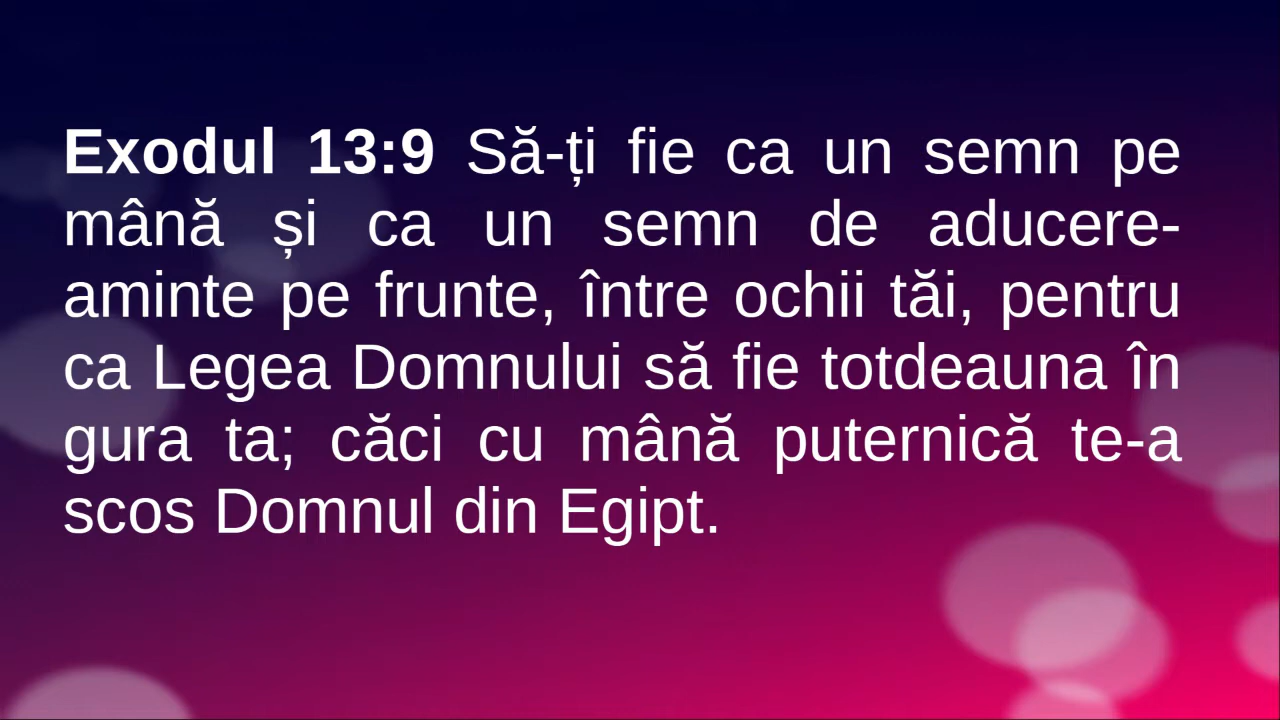 Exodul 13:9 Să-ți fie ca un semn pe
mână și ca un semn de aducere-
aminte pe frunte, între ochii tăi, pentru
ca Legea Domnului să fie totdeauna în
gura ta; căci cu mână puternică te-a
scos Domnul din Egipt.